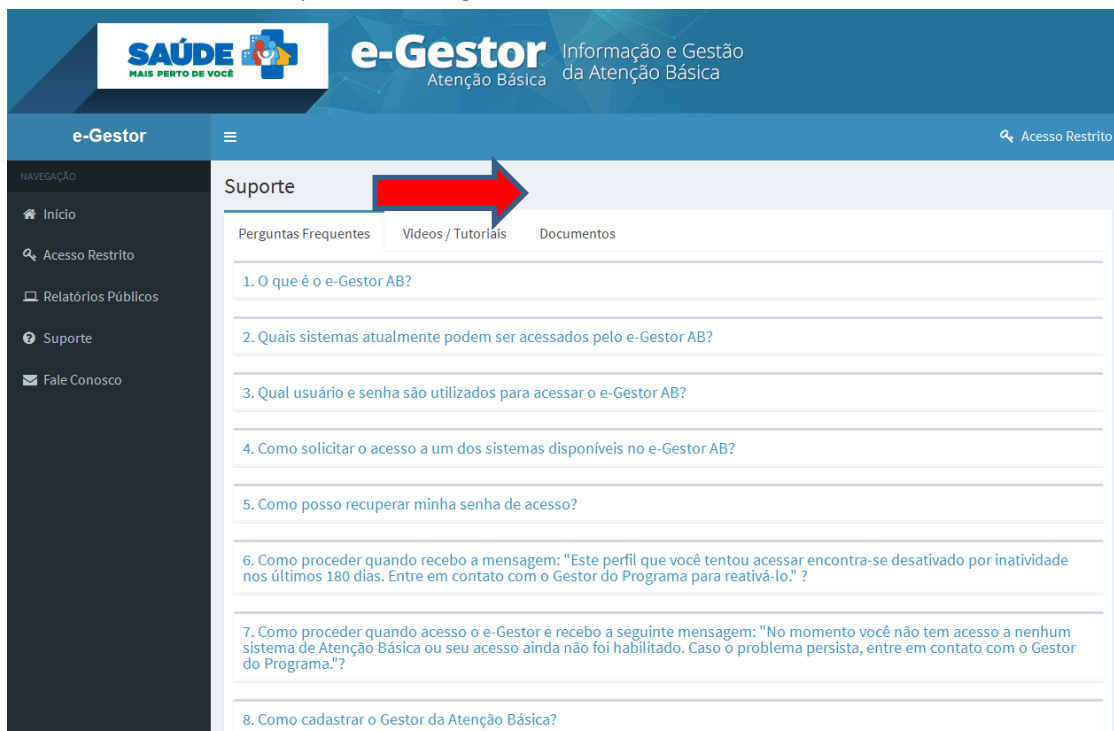 SAÚDE
MAIS PERTO DE VOCÊ
e-Gestor
Atenção Básica
Informação e Gestão
da Atenção Básica
e-Gestor
Acesso Restrito
NAVEGAÇÃO
Início
Acesso Restrito
Relatórios Públicos
Suporte
Fale Conosco
Suporte
Perguntas Frequentes
Videos / Tutoriais
Documentos
1. O que é o e-Gestor AB?
2. Quais sistemas atualmente podem ser acessados pelo e-Gestor AB?
3. Qual usuário e senha são utilizados para acessar o e-Gestor AB?
4. Como solicitar o acesso a um dos sistemas disponíveis no e-Gestor AB?
5. Como posso recuperar minha senha de acesso?
6. Como proceder quando recebo a mensagem: "Este perfil que você tentou acessar encontra-se desativado por inatividade
nos últimos 180 dias. Entre em contato com o Gestor do Programa para reativá-lo." ?
7. Como proceder quando acesso o e-Gestor e recebo a seguinte mensagem: "No momento você não tem acesso a nenhum
sistema de Atenção Básica ou seu acesso ainda não foi habilitado. Caso o problema persista, entre em contato com o Gestor
do Programa."?
8. Como cadastrar o Gestor da Atenção Básica?